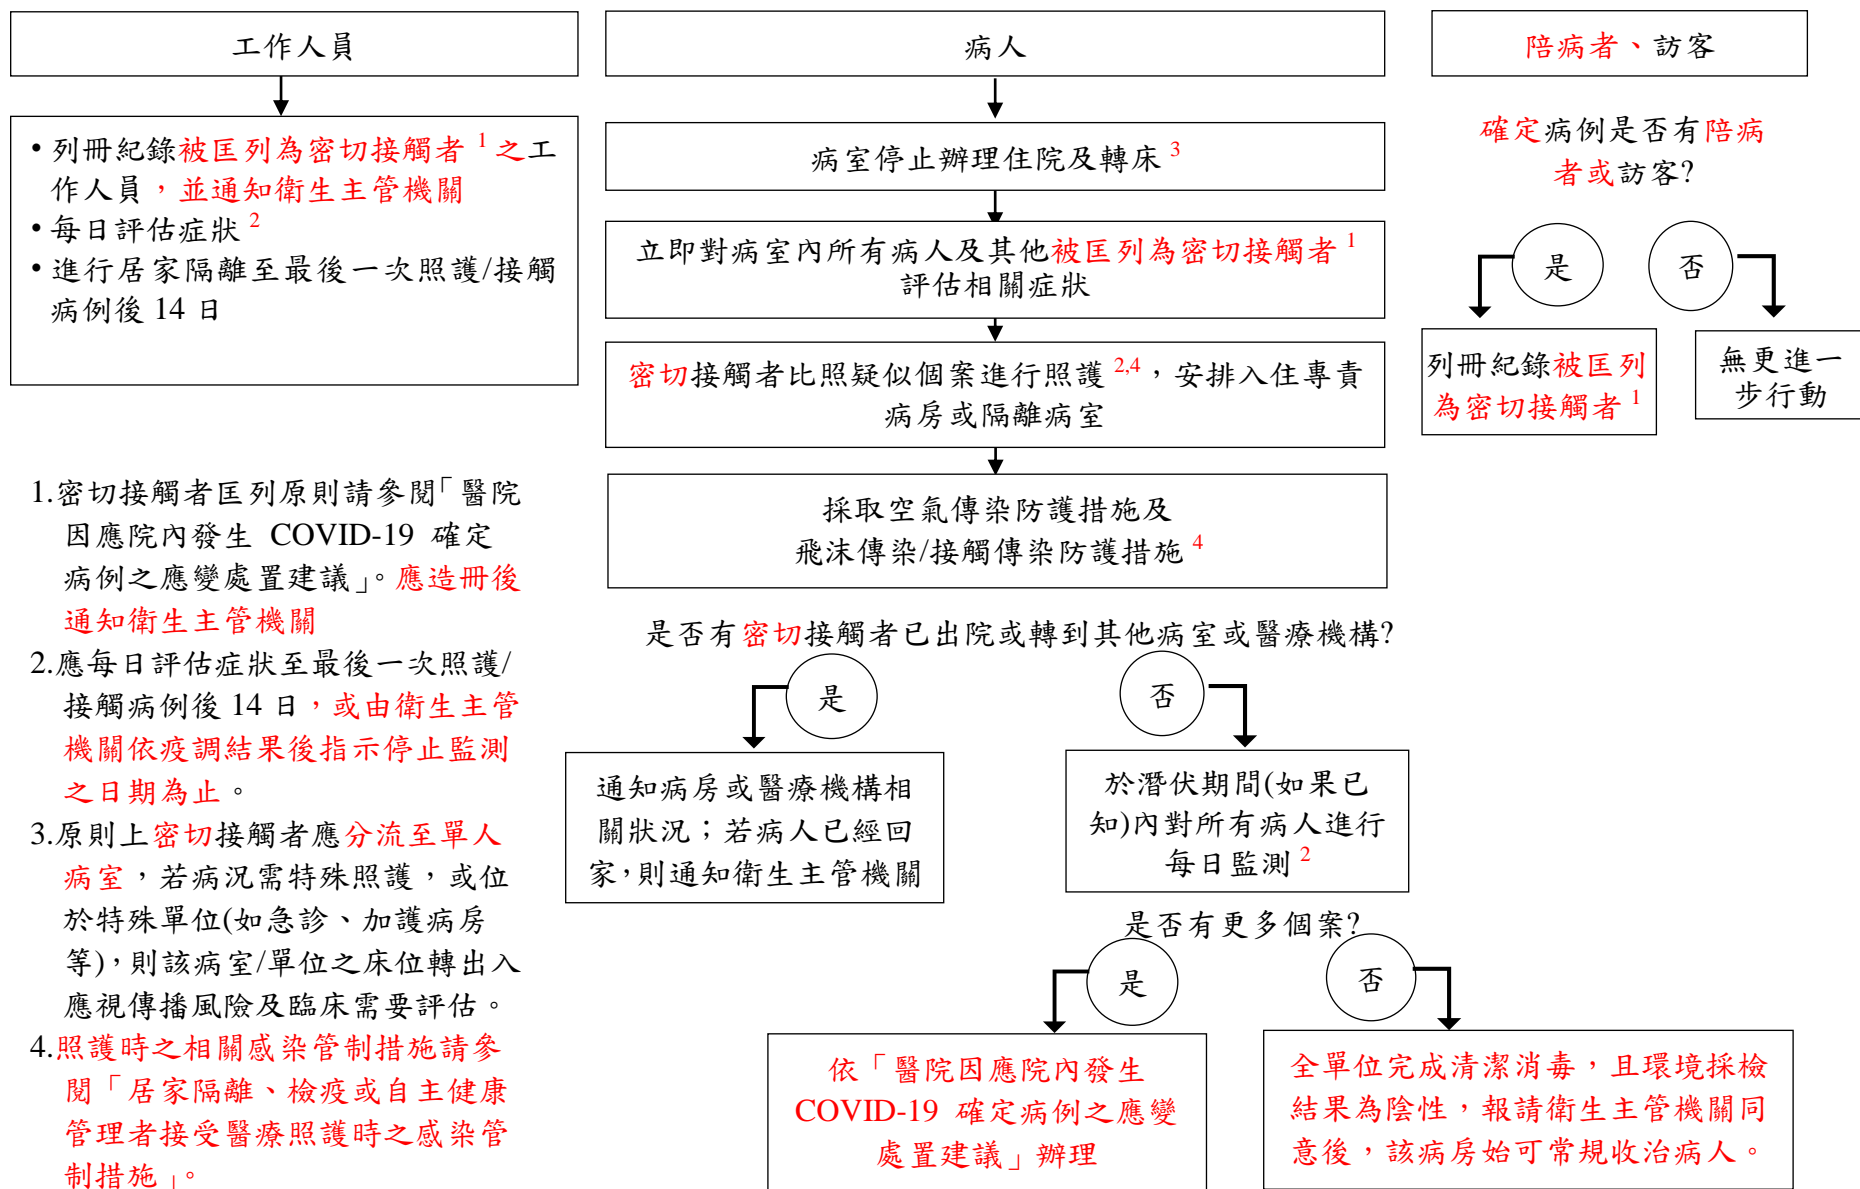 工作人員
• 列冊紀錄被匡列為密切接觸者 1 之工
作人員，並通知衛生主管機關
• 每日評估症狀 2
• 進行居家隔離至最後一次照護/接觸
病例後 14 日
病人
病室停止辦理住院及轉床 3
立即對病室內所有病人及其他被匡列為密切接觸者 1
評估相關症狀
密切接觸者比照疑似個案進行照護 2,4，安排入住專責
病房或隔離病室
採取空氣傳染防護措施及
飛沫傳染/接觸傳染防護措施 4
是否有密切接觸者已出院或轉到其他病室或醫療機構?
是
否
通知病房或醫療機構相
關狀況；若病人已經回
家，則通知衛生主管機關
於潛伏期間(如果已
知)內對所有病人進行
每日監測 2
是否有更多個案?
是
否
依「醫院因應院內發生
COVID-19 確定病例之應變
處置建議」辦理
全單位完成清潔消毒，且環境採檢
結果為陰性，報請衛生主管機關同
意後，該病房始可常規收治病人。
陪病者、訪客
確定病例是否有陪病
者或訪客?
是
否
列冊紀錄被匡列
為密切接觸者 1
無更進一
步行動
1.密切接觸者匡列原則請參閱「醫院
因應院內發生 COVID-19 確定
病例之應變處置建議」。應造冊後
通知衛生主管機關
2.應每日評估症狀至最後一次照護/
接觸病例後 14 日，或由衛生主管
機關依疫調結果後指示停止監測
之日期為止。
3.原則上密切接觸者應分流至單人
病室，若病況需特殊照護，或位
於特殊單位(如急診、加護病房
等)，則該病室/單位之床位轉出入
應視傳播風險及臨床需要評估。
4.照護時之相關感染管制措施請參
閱「居家隔離、檢疫或自主健康
管理者接受醫療照護時之感染管
制措施」。